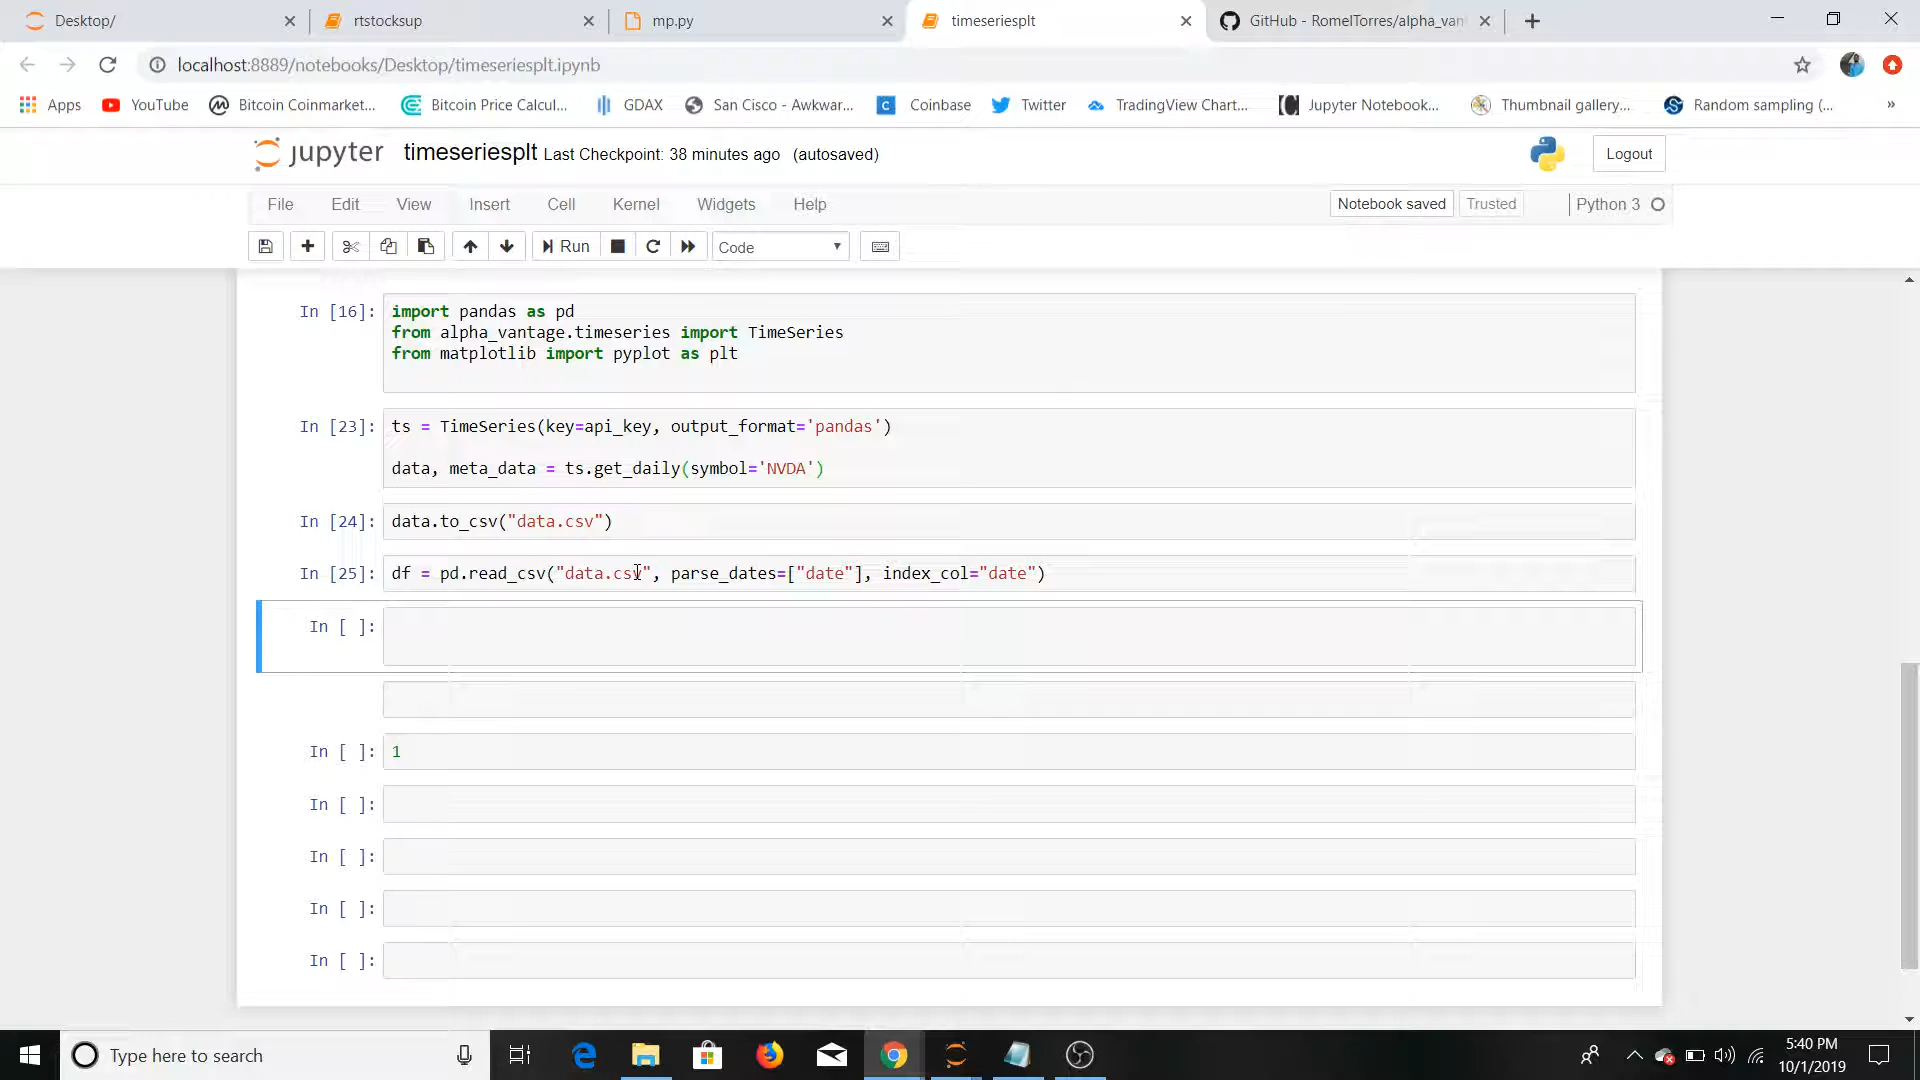 Desktop/
rtstocksup
mp.py
timeseriesplt
GitHub - RomelTorres/alpha_van
localhost:8889/notebooks/Desktop/timeseriesplt.ipynb
Apps
YouTube
Bitcoin Coinmarket...
Bitcoin Price Calcul...
GDAX
San Cisco - Awkwar...
Coinbase
Twitter
TradingView Chart...
Jupyter Notebook...
Thumbnail gallery...
Random sampling (...
»
jupyter timeseriesplt Last Checkpoint: 38 minutes ago (autosaved)
Logout
File Edit View Insert Cell Kernel Widgets Help
Notebook saved Trusted Python 3
Run Code
In [16]: import pandas as pd
from alpha_vantage.timeseries import TimeSeries
from matplotlib import pyplot as plt
In [23]: ts = TimeSeries(key=api_key, output_format='pandas')
data, meta_data = ts.get_daily(symbol='NVDA')
In [24]: data.to_csv("data.csv")
In [25]: df = pd.read_csv("data.csv", parse_dates=["date"], index_col="date")
In [ ]:
In [ ]: 1
In [ ]:
In [ ]:
In [ ]:
In [ ]:
Type here to search
5:40 PM
10/1/2019